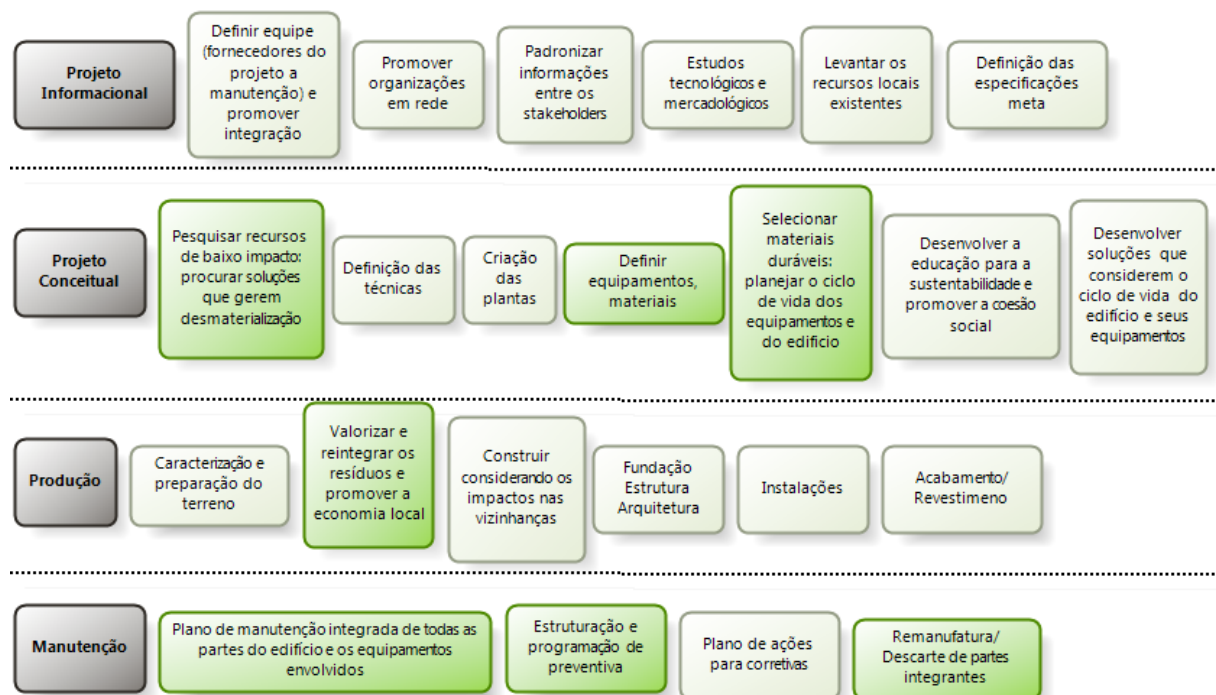 Projeto
Informacional
Definir equipe
(fornecedores do
projeto a
manutenção) e
promover
integração
Promover
organizações
em rede
Padronizar
informações
entre os
stakeholders
Estudos
tecnológicos e
mercadológicos
Levantar os
recursos locais
existentes
Definição das
especificações
meta
Projeto
Conceitual
Pesquisar recursos
de baixo impacto:
procurar soluções
que gerem
desmaterialização
Definição das
técnicas
Criação
das
plantas
Definir
equipamentos,
materiais
Selecionar
materiais
duráveis:
planejar o ciclo
de vida dos
equipamentos e
do edificio
Desenvolver a
educação para a
sustentabilidade e
promover a coesão
social
Desenvolver
soluções que
considerem o
ciclo de vida do
edifício e seus
equipamentos
Produção
Caracterização e
preparação do
terreno
Valorizar e
reintegrar os
resíduos e
promover a
economia local
Construir
considerando os
impactos nas
vizinhanças
Fundação
Estrutura
Arquitetura
Instalações
Acabamento/
Revestimeno
Manutenção
Plano de manutenção integrada de todas as
partes do edifício e os equipamentos
envolvidos
Estruturação e
programação de
preventiva
Plano de ações
para corretivas
Remanufatura/
Descarte de partes
integrantes